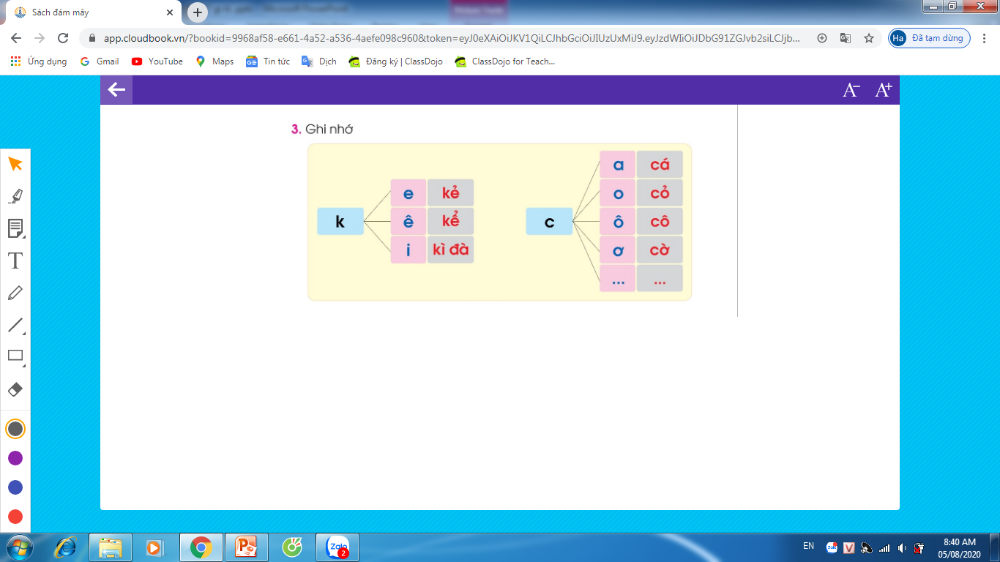 Sách đám mây
app.cloudbook.vn/?bookid=9968af58-e661-4a52-a536-4aefe098c960&token=eyJ0eXAiOiJKV1QiLCJhbGciOiJIUzUxMiJ9.eyJzdWIiOiJDbG91ZGJvb2siLCJjb...
Ha Đã tạm dừng
Ứng dụng Gmail YouTube Maps Tin tức Dịch Đăng ký | ClassDojo ClassDojo for Teach...
A- A+
3. Ghi nhớ
k
e kẻ
ê kể
i kì đà
c
a cá
o cỏ
ô cô
ơ cờ
... ...
T
Zalo 2
EN
8:40 AM
05/08/2020